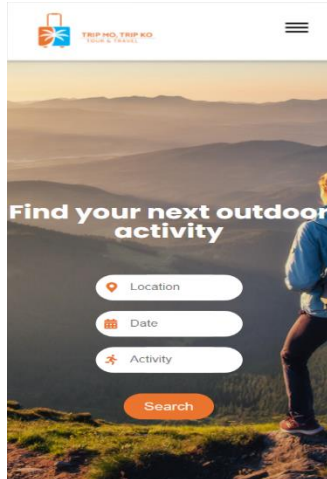 TRIP MO, TRIP KO
TOUR & TRAVEL
Find your next outdoor
activity
Location
Date
Activity
Search